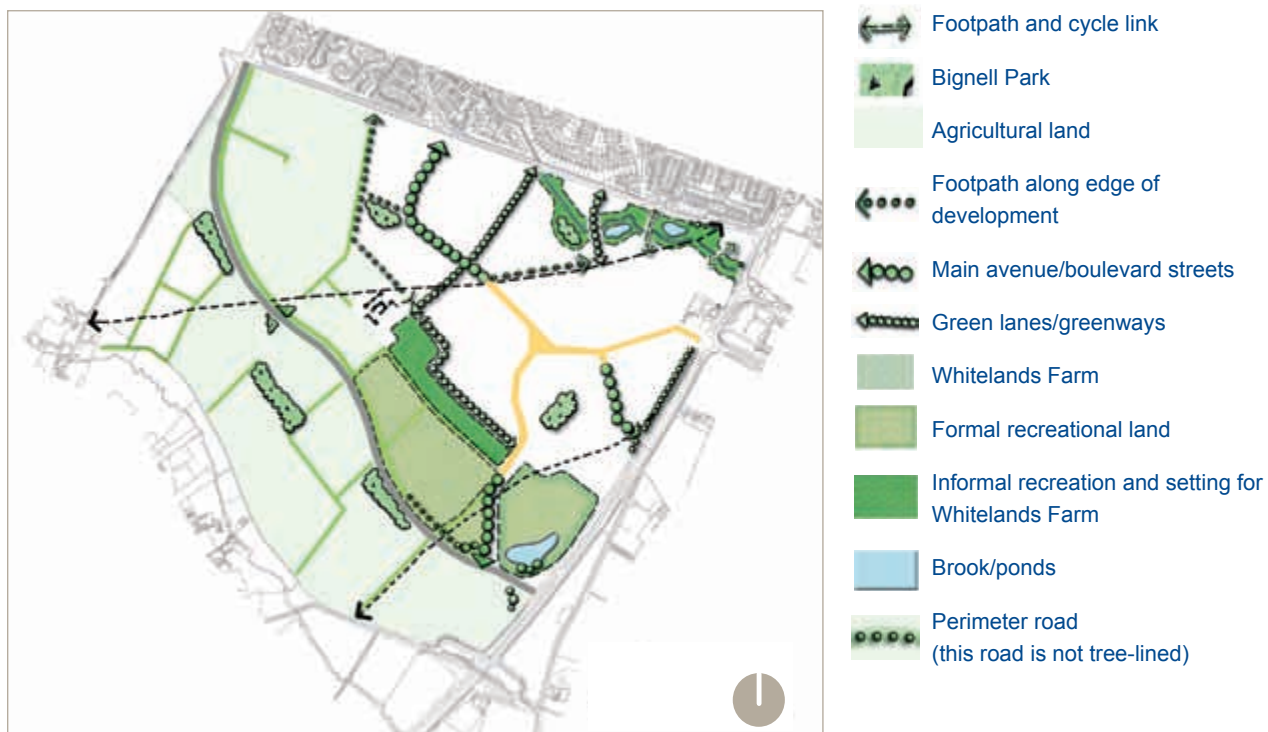 Footpath and cycle link
Bignell Park
Agricultural land
Footpath along edge of
development
Main avenue/boulevard streets
Green lanes/greenways
Whitelands Farm
Formal recreational land
Informal recreation and setting for
Whitelands Farm
Brook/ponds
Perimeter road
(this road is not tree-lined)